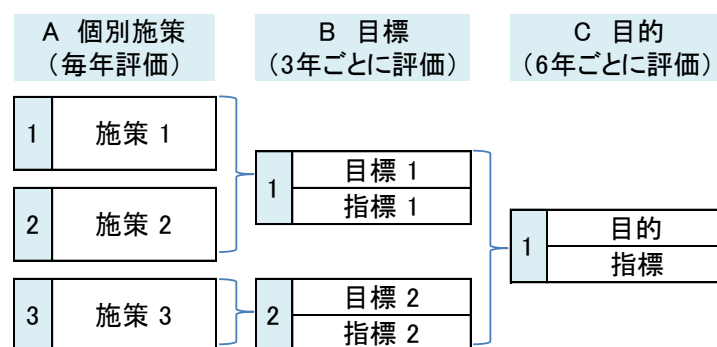 A 個別施策
（毎年評価）
B 目標
（3年ごとに評価）
C 目的
（6年ごとに評価）
1 施策 1
2 施策 2
3 施策 3
1 目標 1
指標 1
2 目標 2
指標 2
1 目的
指標